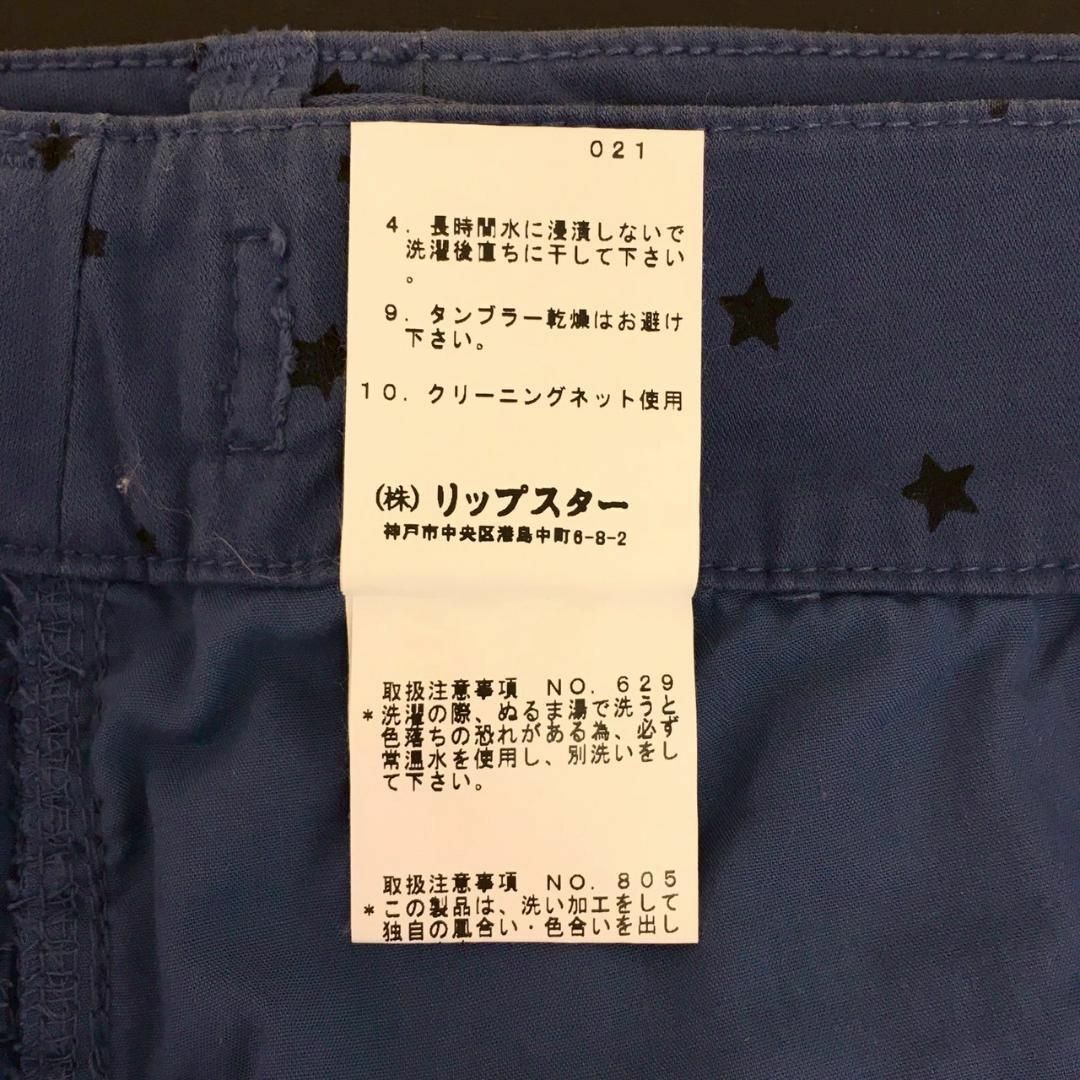 ０２１
４．長時間水に浸漬しないで
洗濯後直ちに干して下さい
。
９．タンブラー乾燥はお避け
下さい。
１０．クリーニングネット使用
(株) リップスター
神戸市中央区港島中町6-8-2
取扱注意事項 ＮＯ．６２９
＊洗濯の際、ぬるま湯で洗うと
色落ちの恐れがある為、必ず
常温水を使用し、別洗いをし
て下さい。
取扱注意事項 ＮＯ．８０５
＊この製品は、洗い加工をして
独自の風合い・色合いを出し